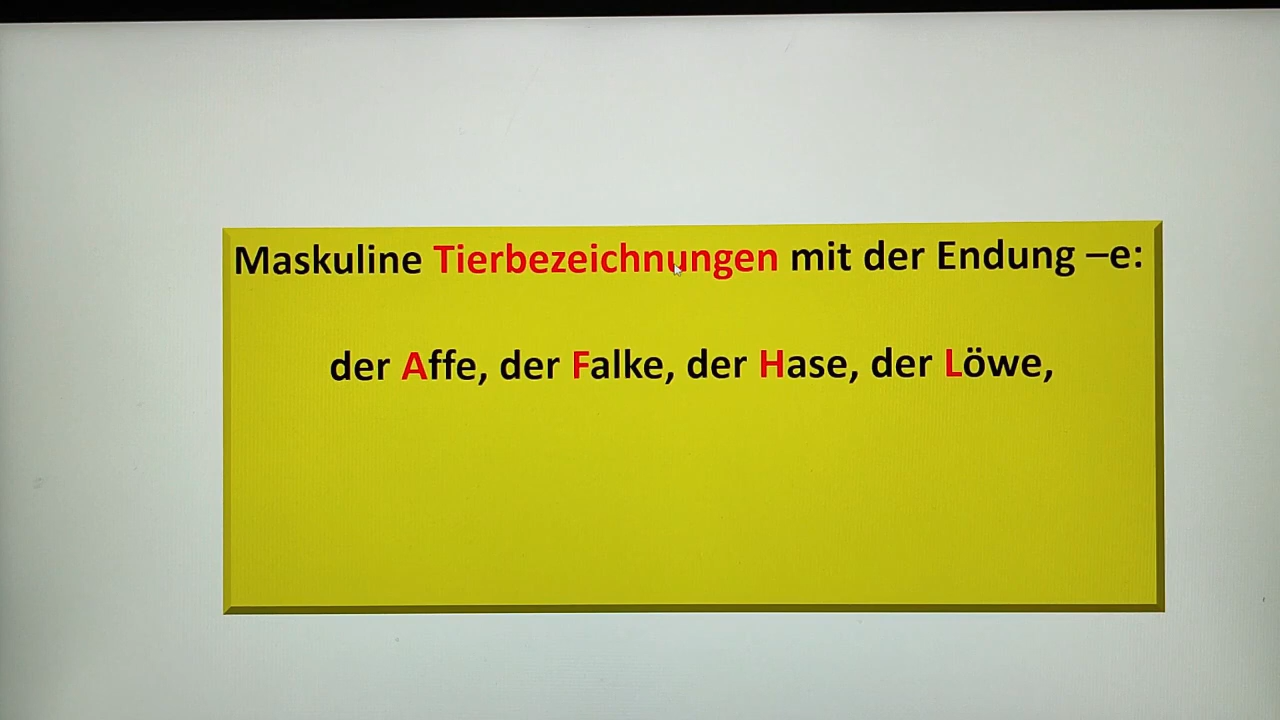 Maskuline Tierbezeichnungen mit der Endung –e:
der Affe, der Falke, der Hase, der Löwe,